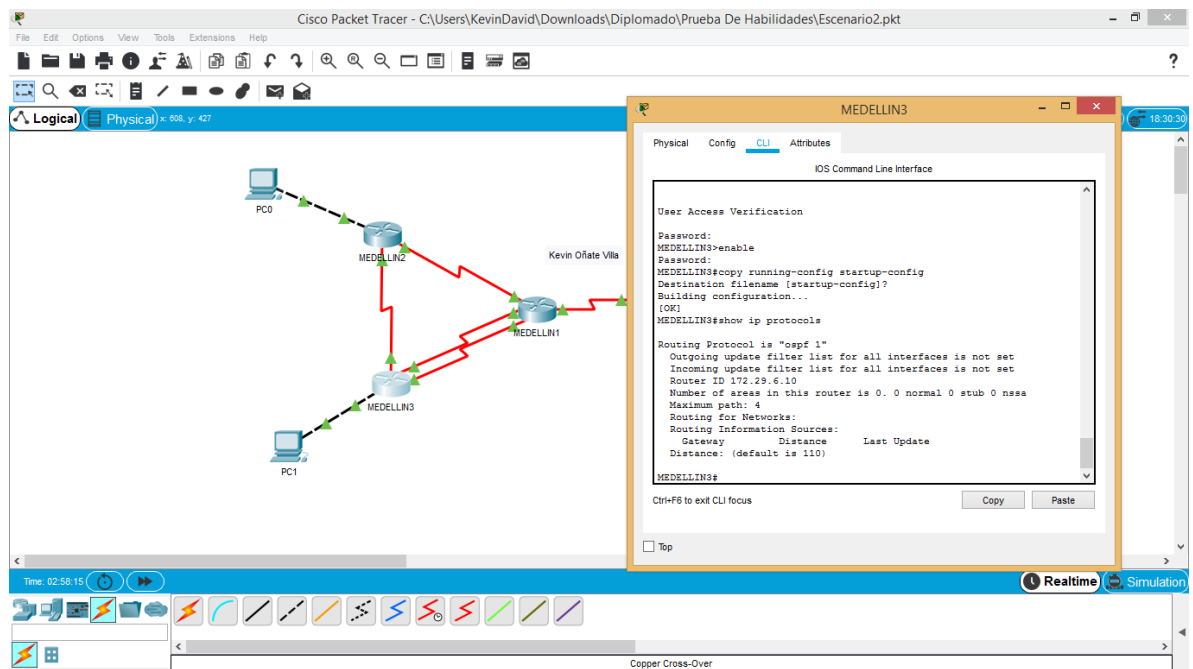 Cisco Packet Tracer - C:\Users\KevinDavid\Downloads\Diplomado\Prueba De Habilidades\Escenario2.pkt
File Edit Options View Tools Extensions Help
Logical
Physical
x: 608, y: 427
18:30:30
PC0
MEDELLIN2
Kevin Oñate Villa
MEDELLIN1
MEDELLIN3
PC1
MEDELLIN3
Physical Config CLI Attributes
IOS Command Line Interface
User Access Verification
Password:
MEDELLIN3>enable
Password:
MEDELLIN3#copy running-config startup-config
Destination filename [startup-config]?
Building configuration...
[OK]
MEDELLIN3#show ip protocols
Routing Protocol is "ospf 1"
Outgoing update filter list for all interfaces is not set
Incoming update filter list for all interfaces is not set
Router ID 172.29.6.10
Number of areas in this router is 0. 0 normal 0 stub 0 nssa
Maximum path: 4
Routing for Networks:
Routing Information Sources:
Gateway Distance Last Update
Distance: (default is 110)
MEDELLIN3#
Ctrl+F6 to exit CLI focus
Copy
Paste
Top
Time: 02:58:15
Realtime
Simulation
Copper Cross-Over